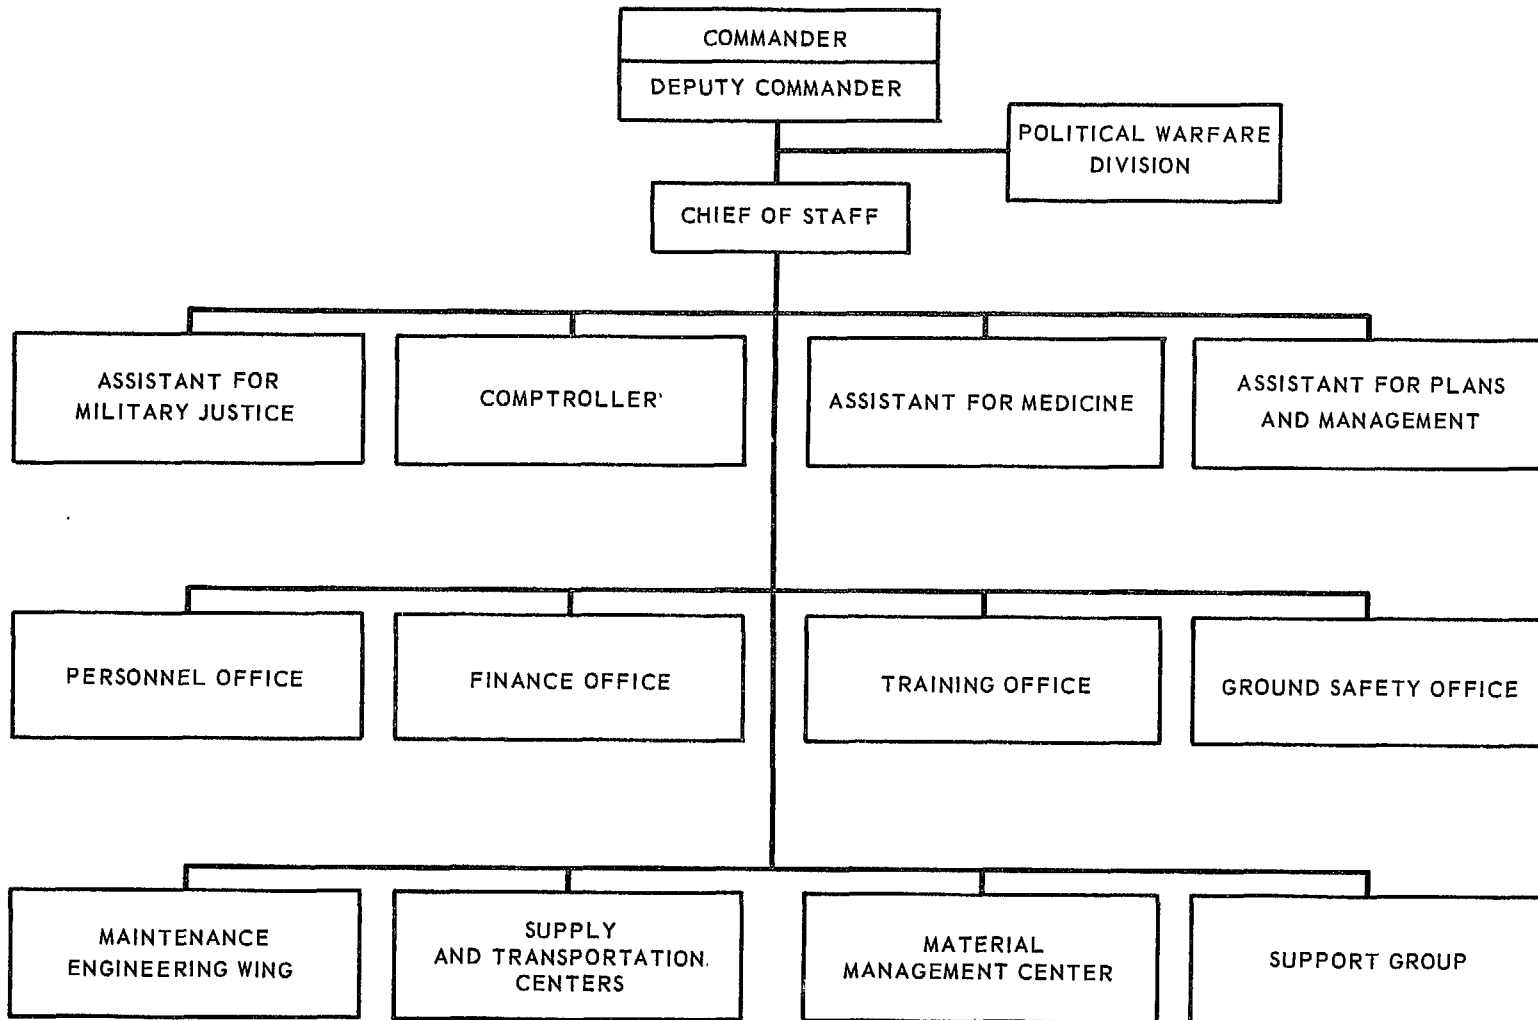 COMMANDER
DEPUTY COMMANDER
POLITICAL WARFARE
DIVISION
CHIEF OF STAFF
ASSISTANT FOR
MILITARY JUSTICE
COMPTROLLER
ASSISTANT FOR MEDICINE
ASSISTANT FOR PLANS
AND MANAGEMENT
PERSONNEL OFFICE
FINANCE OFFICE
TRAINING OFFICE
GROUND SAFETY OFFICE
MAINTENANCE
ENGINEERING WING
SUPPLY
AND TRANSPORTATION
CENTERS
MATERIAL
MANAGEMENT CENTER
SUPPORT GROUP